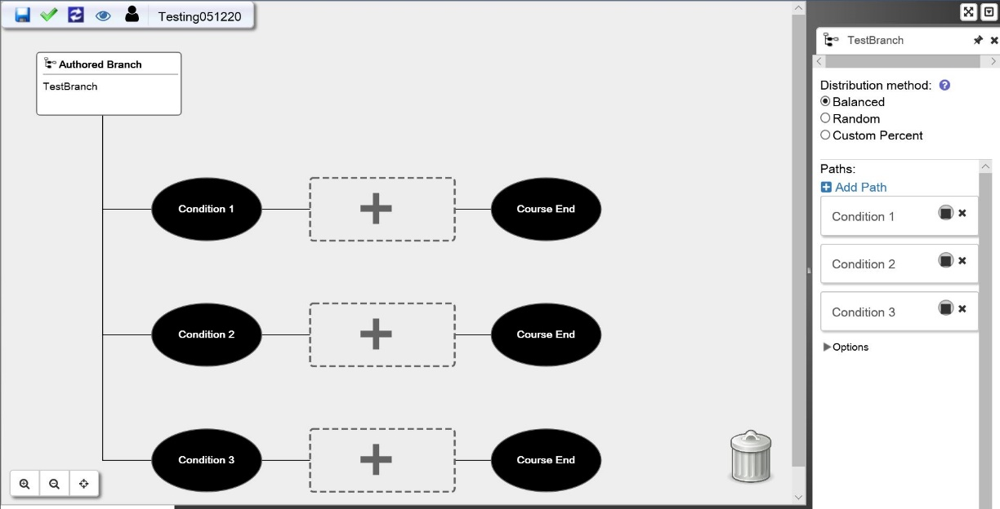 Testing051220
Authored Branch
TestBranch
Condition 1
Course End
Condition 2
Course End
Condition 3
Course End
TestBranch
Distribution method:
Balanced
Random
Custom Percent
Paths:
Add Path
Condition 1
Condition 2
Condition 3
Options